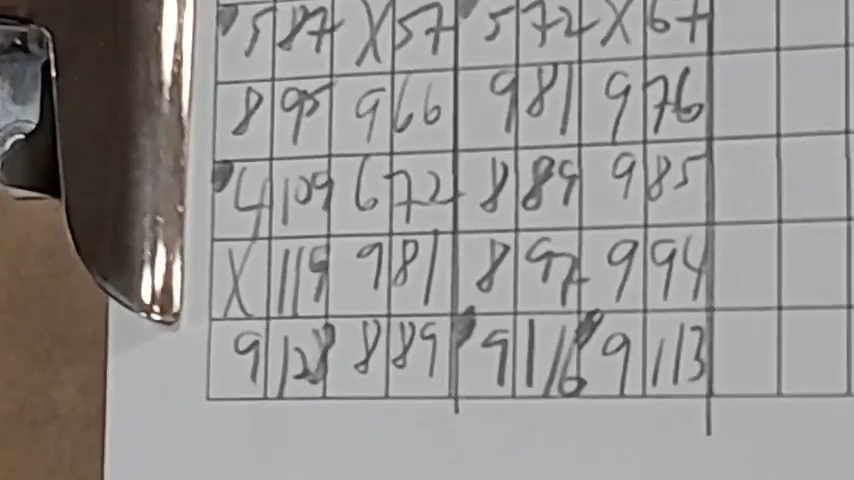 5 87 X 57 5 72 X 67
8 95 9 66 9 81 9 76
4 109 6 72 8 89 9 85
X 119 9 81 8 97 9 94
9 128 8 89 9 116 9 113